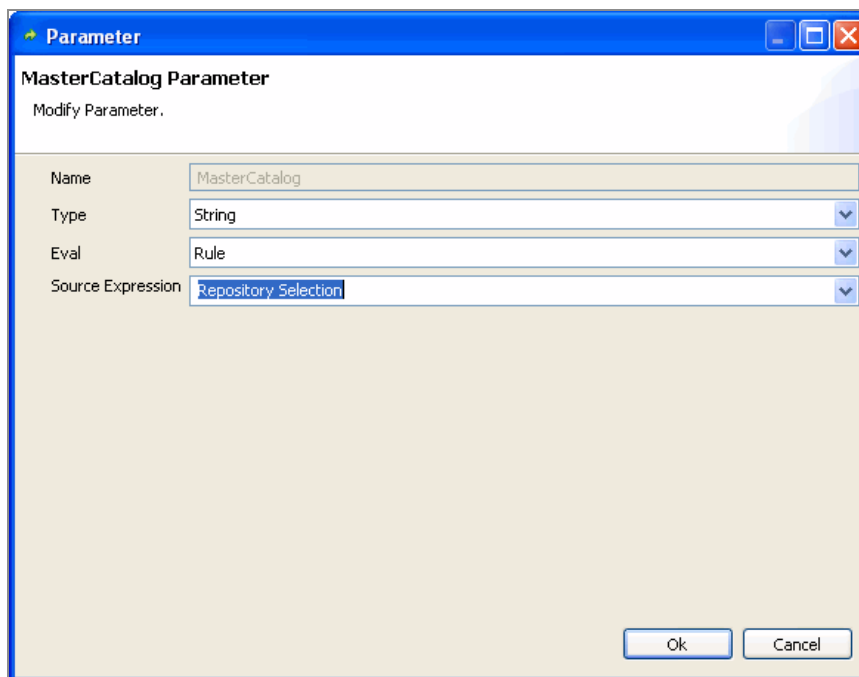 Parameter
MasterCatalog Parameter
Modify Parameter.
Name MasterCatalog
Type String
Eval Rule
Source Expression Repository Selection
Ok Cancel